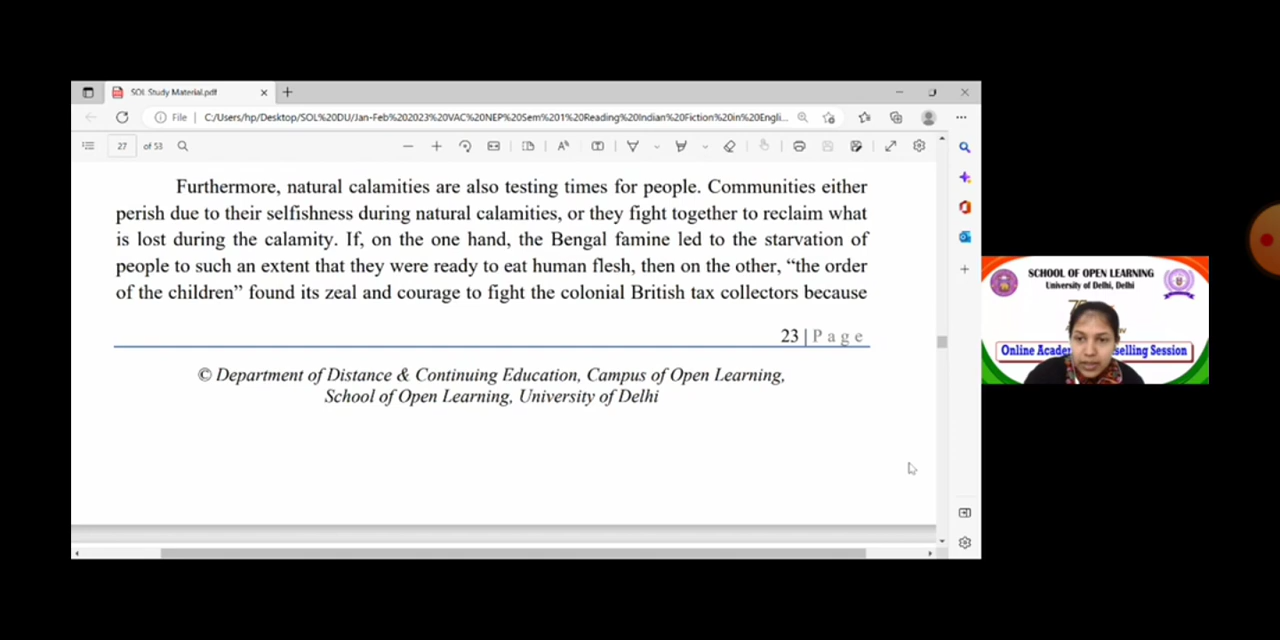 SOL Study Material.pdf
File | C:/Users/hp/Desktop/SOL%20DU/Jan-Feb%202023%20VAC%20NEP%20Sem%201%20Reading%20Indian%20Fiction%20in%20Engli...
27 of 53
Furthermore, natural calamities are also testing times for people. Communities either
perish due to their selfishness during natural calamities, or they fight together to reclaim what
is lost during the calamity. If, on the one hand, the Bengal famine led to the starvation of
people to such an extent that they were ready to eat human flesh, then on the other, “the order
of the children” found its zeal and courage to fight the colonial British tax collectors because
23 | P a g e
© Department of Distance & Continuing Education, Campus of Open Learning,
School of Open Learning, University of Delhi
SCHOOL OF OPEN LEARNING
University of Delhi, Delhi
Online Acade selling Session